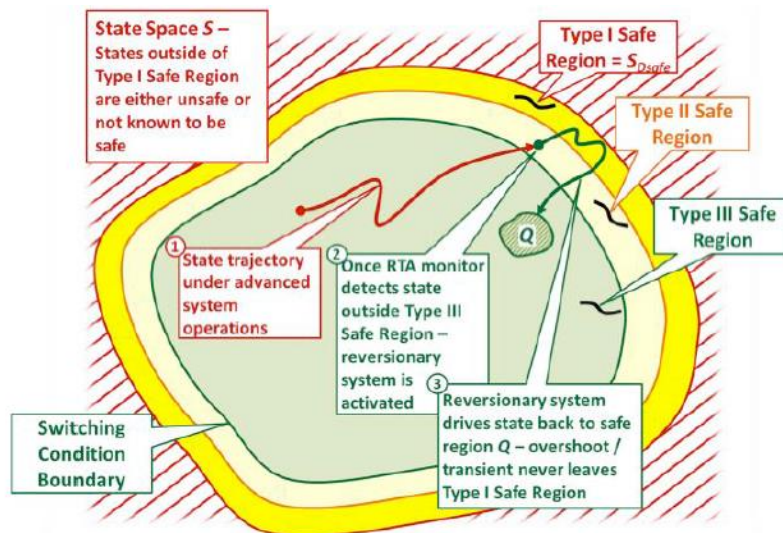 State Space S –
States outside of
Type I Safe Region
are either unsafe or
not known to be
safe
Type I Safe
Region = S_Dsafe
Type II Safe
Region
Type III Safe
Region
Q
1
State trajectory
under advanced
system
operations
2
Once RTA monitor
detects state
outside Type III
Safe Region –
reversionary
system is
activated
3
Reversionary system
drives state back to safe
region Q – overshoot /
transient never leaves
Type I Safe Region
Switching
Condition
Boundary